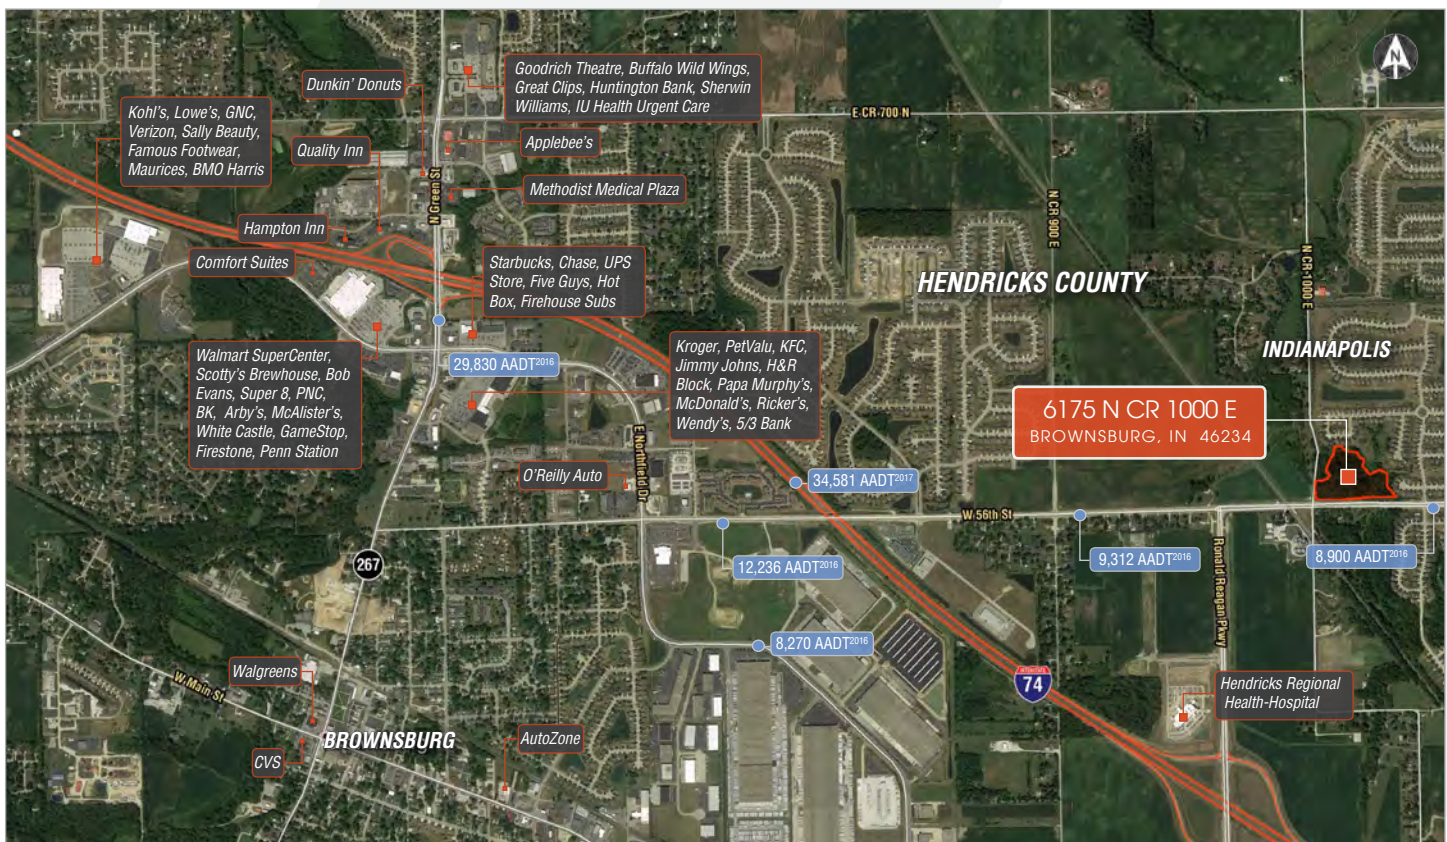 Dunkin' Donuts
Goodrich Theatre, Buffalo Wild Wings,
Great Clips, Huntington Bank, Sherwin
Williams, IU Health Urgent Care
N
Kohl's, Lowe's, GNC,
Verizon, Sally Beauty,
Famous Footwear,
Maurices, BMO Harris
E CR 700 N
Quality Inn
Applebee's
N Green St
Methodist Medical Plaza
N CR 900 E
Hampton Inn
N CR 1000 E
Comfort Suites
Starbucks, Chase, UPS
Store, Five Guys, Hot
Box, Firehouse Subs
HENDRICKS COUNTY
Walmart SuperCenter,
Scotty's Brewhouse, Bob
Evans, Super 8, PNC,
BK, Arby's, McAlister's,
White Castle, GameStop,
Firestone, Penn Station
29,830 AADT2016
Kroger, PetValu, KFC,
Jimmy Johns, H&R
Block, Papa Murphy's,
McDonald's, Ricker's,
Wendy's, 5/3 Bank
INDIANAPOLIS
6175 N CR 1000 E
BROWNSBURG, IN 46234
E Northfield Dr
O'Reilly Auto
34,581 AADT2017
W 56th St
267
12,236 AADT2016
9,312 AADT2016
8,900 AADT2016
Ronald Reagan Pkwy
8,270 AADT2016
Walgreens
W Main St
INTERSTATE
74
Hendricks Regional
Health-Hospital
BROWNSBURG
AutoZone
CVS